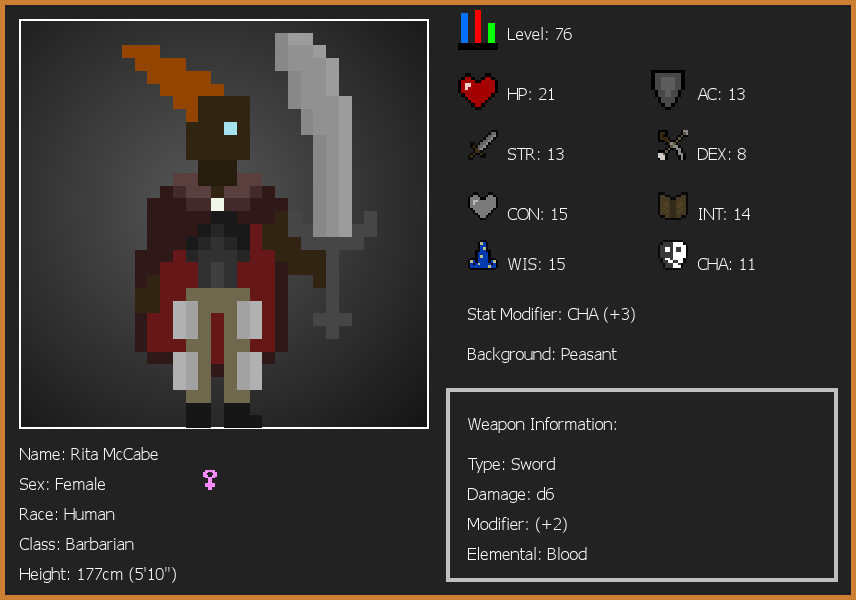 Level: 76
HP: 21
AC: 13
STR: 13
DEX: 8
CON: 15
INT: 14
WIS: 15
CHA: 11
Stat Modifier: CHA (+3)
Background: Peasant
Weapon Information:
Type: Sword
Damage: d6
Modifier: (+2)
Elemental: Blood
Name: Rita McCabe
Sex: Female
Race: Human
Class: Barbarian
Height: 177cm (5'10")